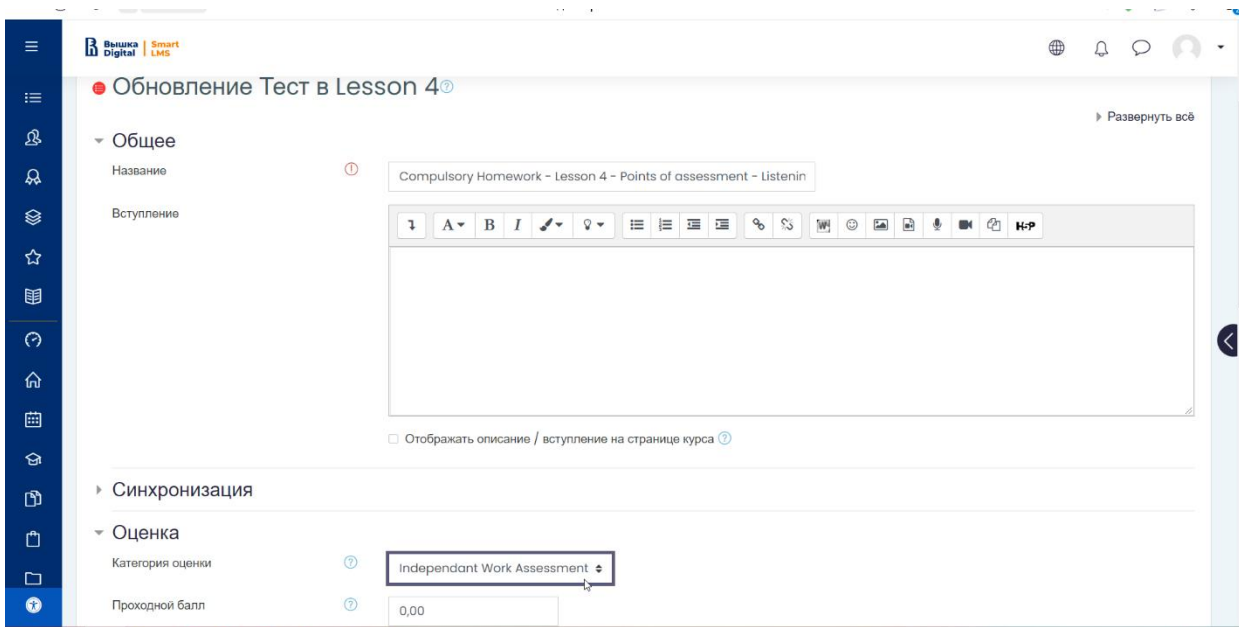 Вышка Digital | Smart LMS
Обновление Тест в Lesson 4
Развернуть всё
Общее
Название
Compulsory Homework - Lesson 4 - Points of assessment - Listenin
Вступление
A B I W H-P
Отображать описание / вступление на странице курса
Синхронизация
Оценка
Категория оценки
Independant Work Assessment
Проходной балл
0,00